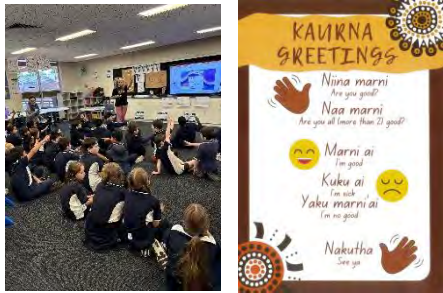 KAURNA
GREETINGS
Niina marni
Are you good?
Naa marni
Are you all (more than 2) good?
Marni ai
I'm good
Kuku ai
I'm sick
Yaku marni'ai
I'm no good
Nakutha
See ya